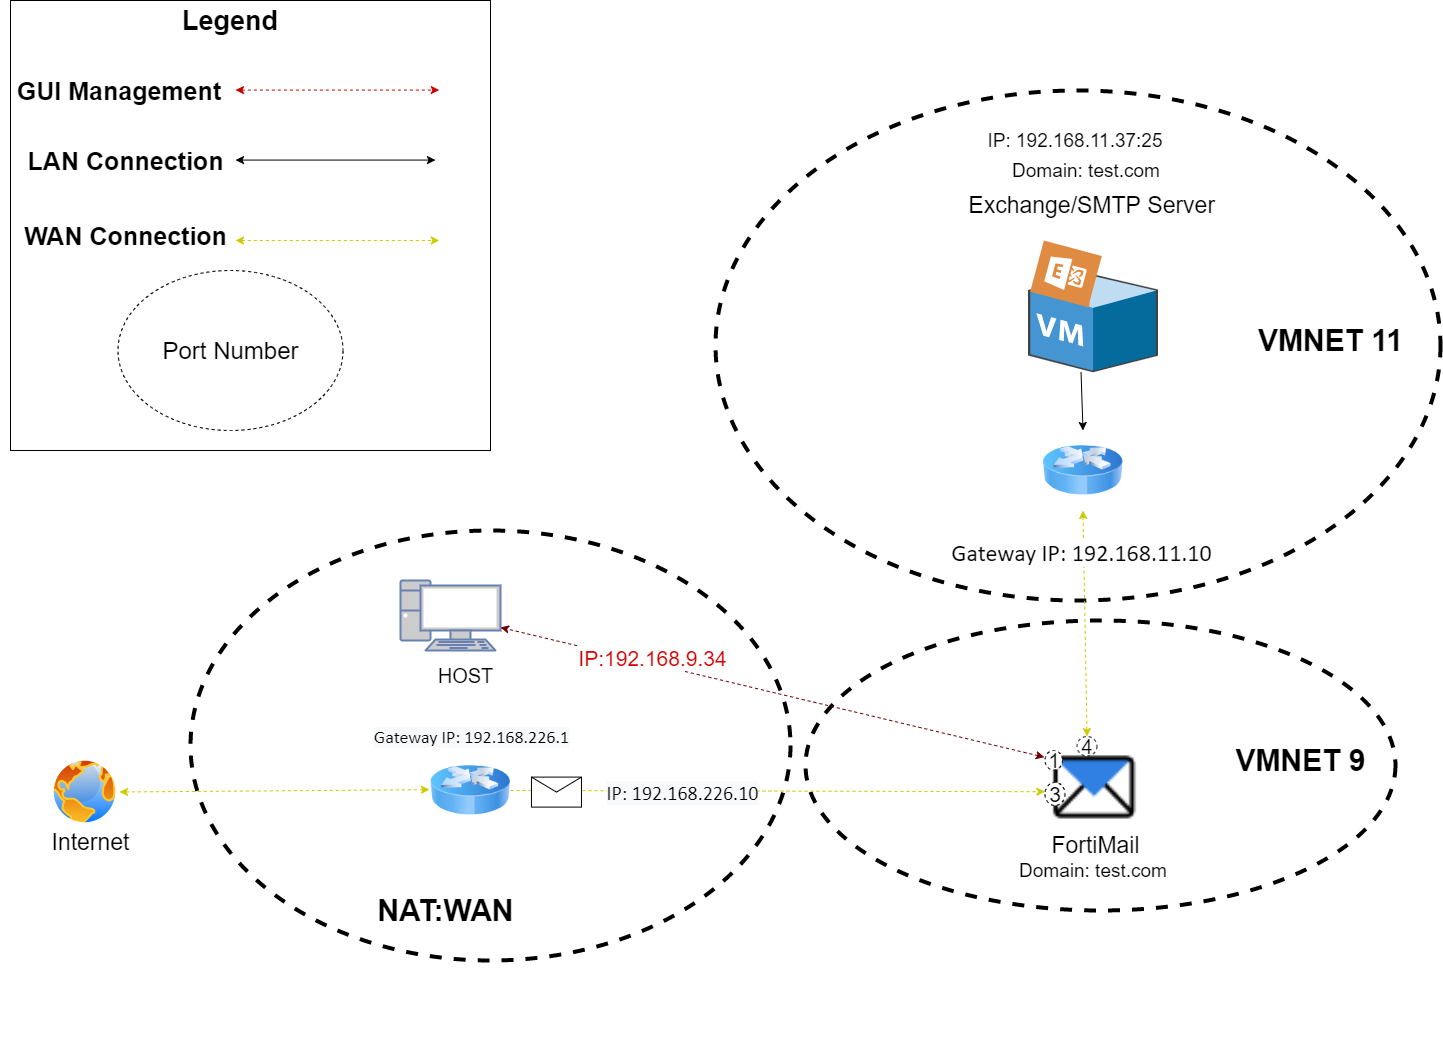 Legend
GUI Management
LAN Connection
WAN Connection
Port Number
IP: 192.168.11.37:25
Domain: test.com
Exchange/SMTP Server
E
VM
VMNET 11
Gateway IP: 192.168.11.10
HOST
IP:192.168.9.34
Gateway IP: 192.168.226.1
IP: 192.168.226.10
Internet
NAT:WAN
4
1
3
VMNET 9
FortiMail
Domain: test.com